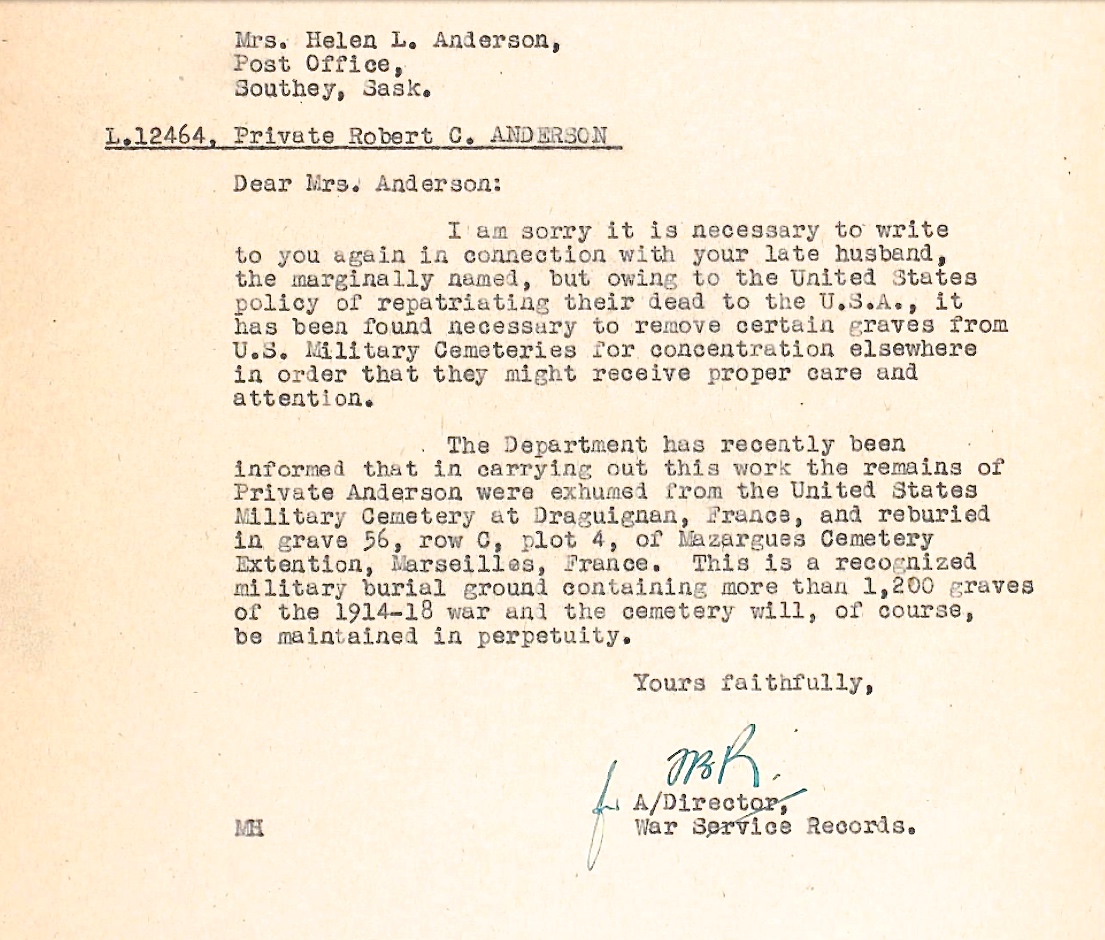 Mrs. Helen L. Anderson,
Post Office,
Southey, Sask.
L.12464, Private Robert C. ANDERSON
Dear Mrs. Anderson:
I am sorry it is necessary to write
to you again in connection with your late husband,
the marginally named, but owing to the United States
policy of repatriating their dead to the U.S.A., it
has been found necessary to remove certain graves from
U.S. Military Cemeteries for concentration elsewhere
in order that they might receive proper care and
attention.
The Department has recently been
informed that in carrying out this work the remains of
Private Anderson were exhumed from the United States
Military Cemetery at Draguignan, France, and reburied
in grave 56, row C, plot 4, of Mazargues Cemetery
Extention, Marseilles, France. This is a recognized
military burial ground containing more than 1,200 graves
of the 1914-18 war and the cemetery will, of course,
be maintained in perpetuity.
Yours faithfully,
for A/Director,
MH War Service Records.